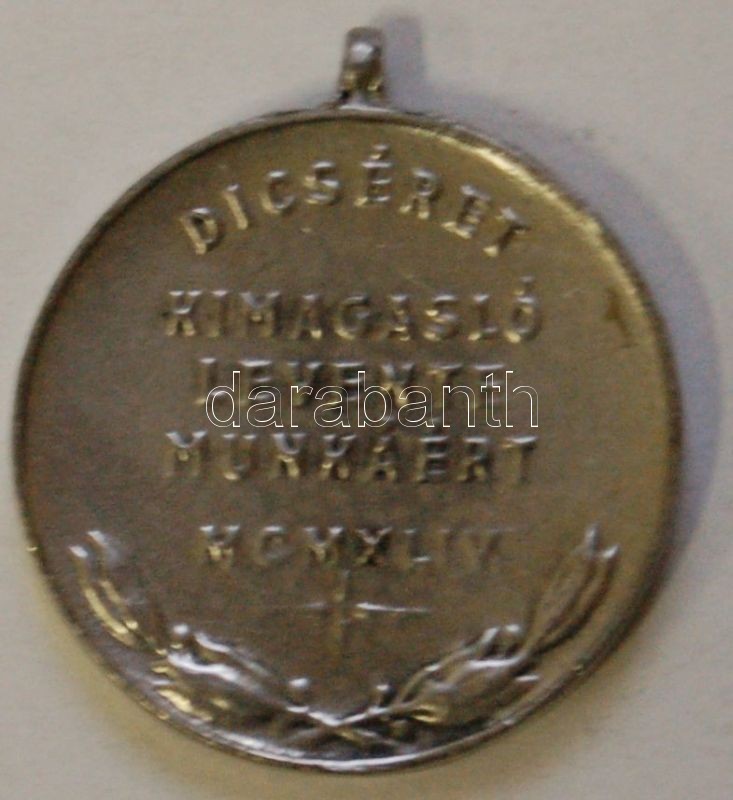 DICSÉRET
KIMAGASLÓ
LEVENTE
darabanth
MUNKÁÉRT
MCMXLIV